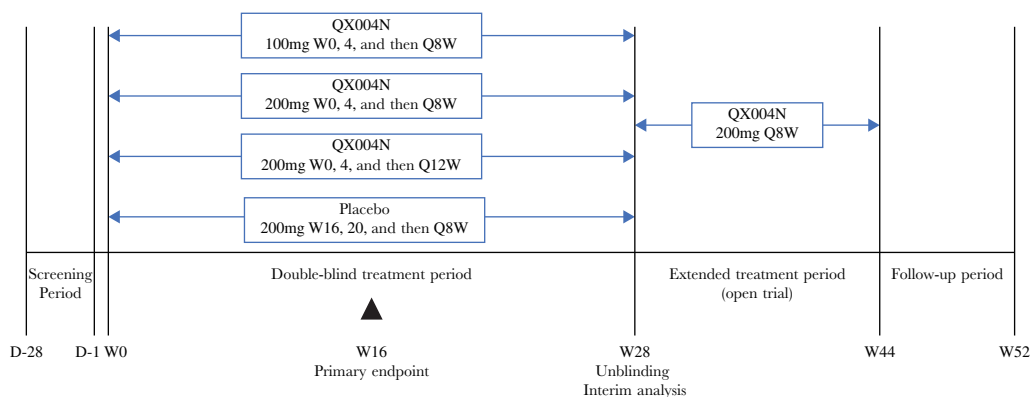 QX004N
100mg W0, 4, and then Q8W
QX004N
200mg W0, 4, and then Q8W
QX004N
200mg Q8W
QX004N
200mg W0, 4, and then Q12W
Placebo
200mg W16, 20, and then Q8W
Screening
Period
Double-blind treatment period
Extended treatment period
(open trial)
Follow-up period
D-28
D-1 W0
W16
Primary endpoint
W28
Unblinding
Interim analysis
W44
W52